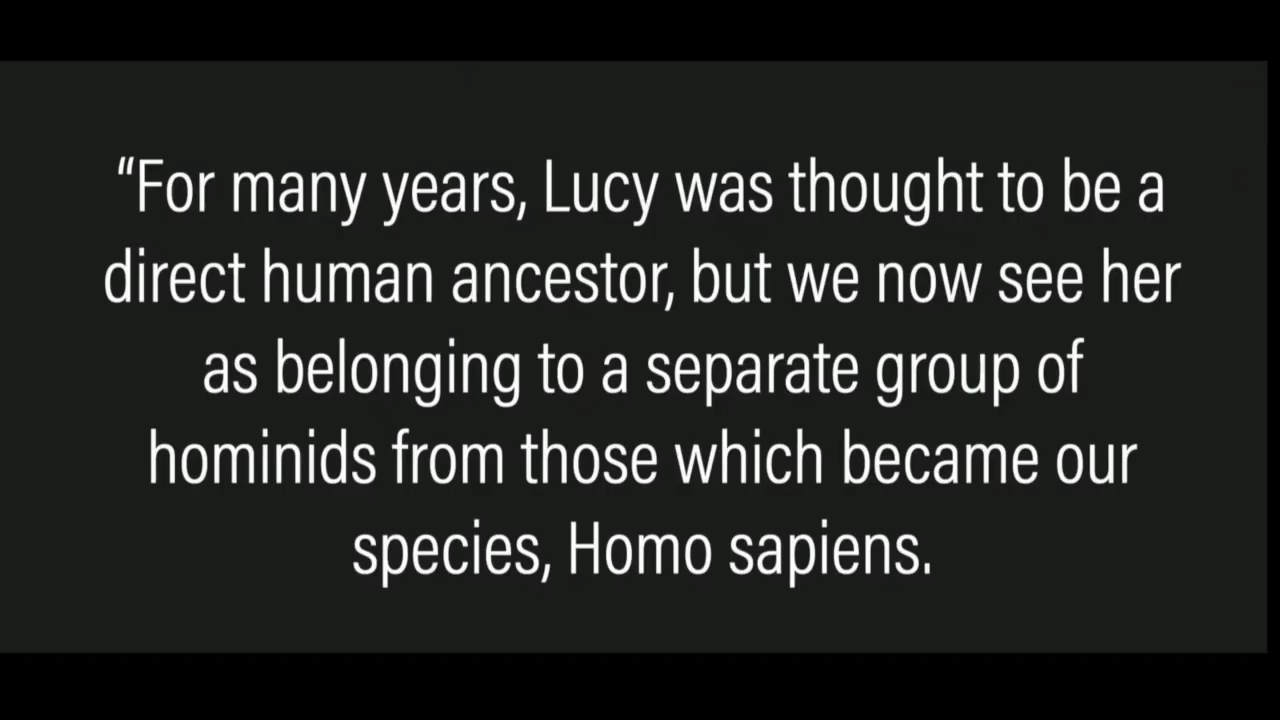 “For many years, Lucy was thought to be a
direct human ancestor, but we now see her
as belonging to a separate group of
hominids from those which became our
species, Homo sapiens.